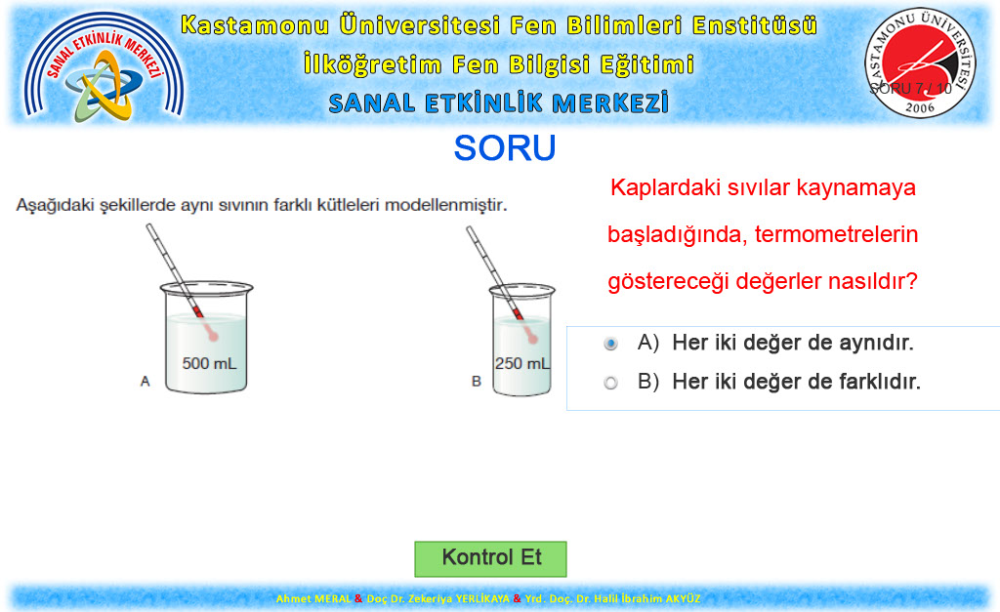 Kastamonu Üniversitesi Fen Bilimleri Enstitüsü
İlköğretim Fen Bilgisi Eğitimi
SANAL ETKİNLİK MERKEZİ
SANAL ETKİNLİK MERKEZİ
KASTAMONU ÜNİVERSİTESİ
SORU 7 / 10
2006
SORU
Aşağıdaki şekillerde aynı sıvının farklı kütleleri modellenmiştir.
500 mL
A
250 mL
B
Kaplardaki sıvılar kaynamaya
başladığında, termometrelerin
göstereceği değerler nasıldır?
A) Her iki değer de aynıdır.
B) Her iki değer de farklıdır.
Kontrol Et
Ahmet MERAL & Doç Dr. Zekeriya YERLİKAYA & Yrd. Doç. Dr. Halil İbrahim AKYÜZ